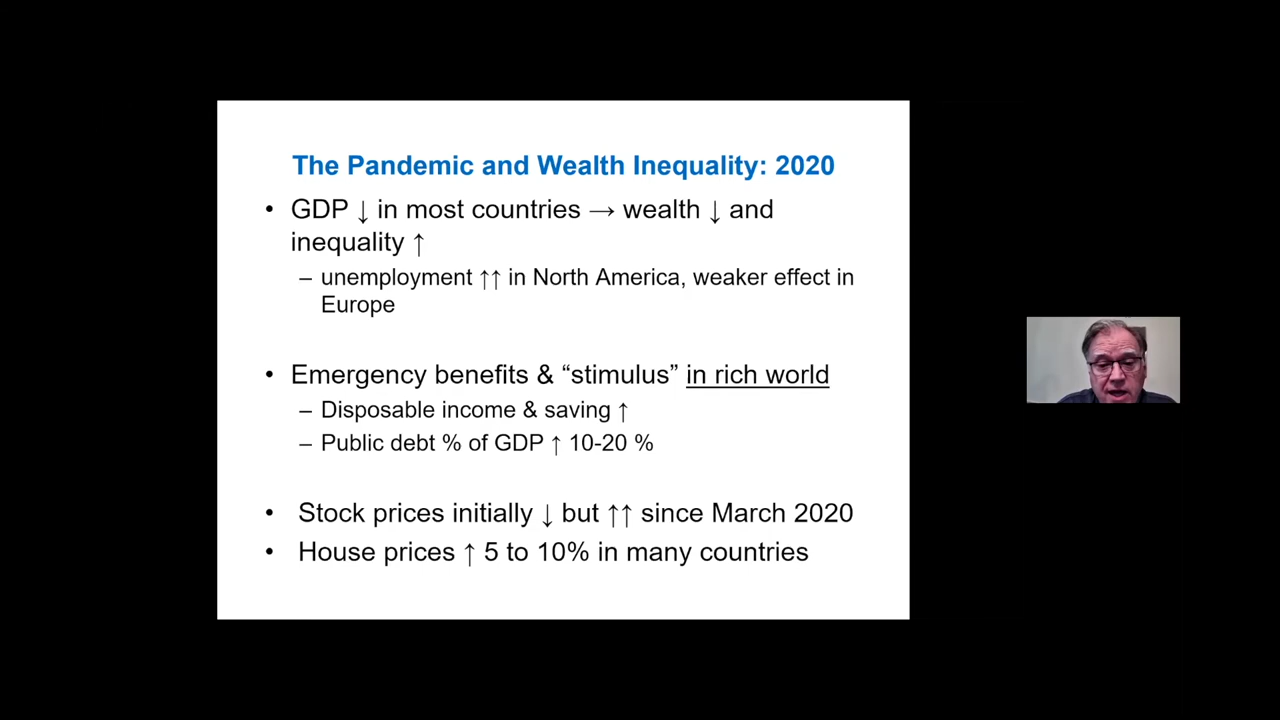 The Pandemic and Wealth Inequality: 2020
• GDP ↓ in most countries → wealth ↓ and
inequality ↑
– unemployment ↑↑ in North America, weaker effect in
Europe
• Emergency benefits & “stimulus” in rich world
– Disposable income & saving ↑
– Public debt % of GDP ↑ 10-20 %
• Stock prices initially ↓ but ↑↑ since March 2020
• House prices ↑ 5 to 10% in many countries